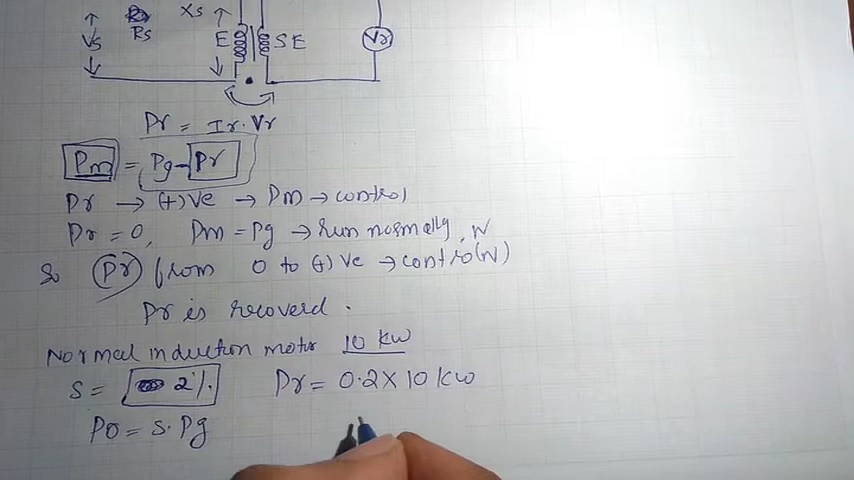 Xs
Vs Rs E SE Vr
Pr = Ir.Vr
Pm = Pg - Pr
Pr → (+)ve → Pm → control
Pr = 0, Pm = Pg → Run normally, N
So Pr from 0 to (+)ve → control(N)
Pr is recoverd.
Normal induction motor 10 kw
S = 2%. Pr = 0.2 X 10 kw
PD = S. Pg